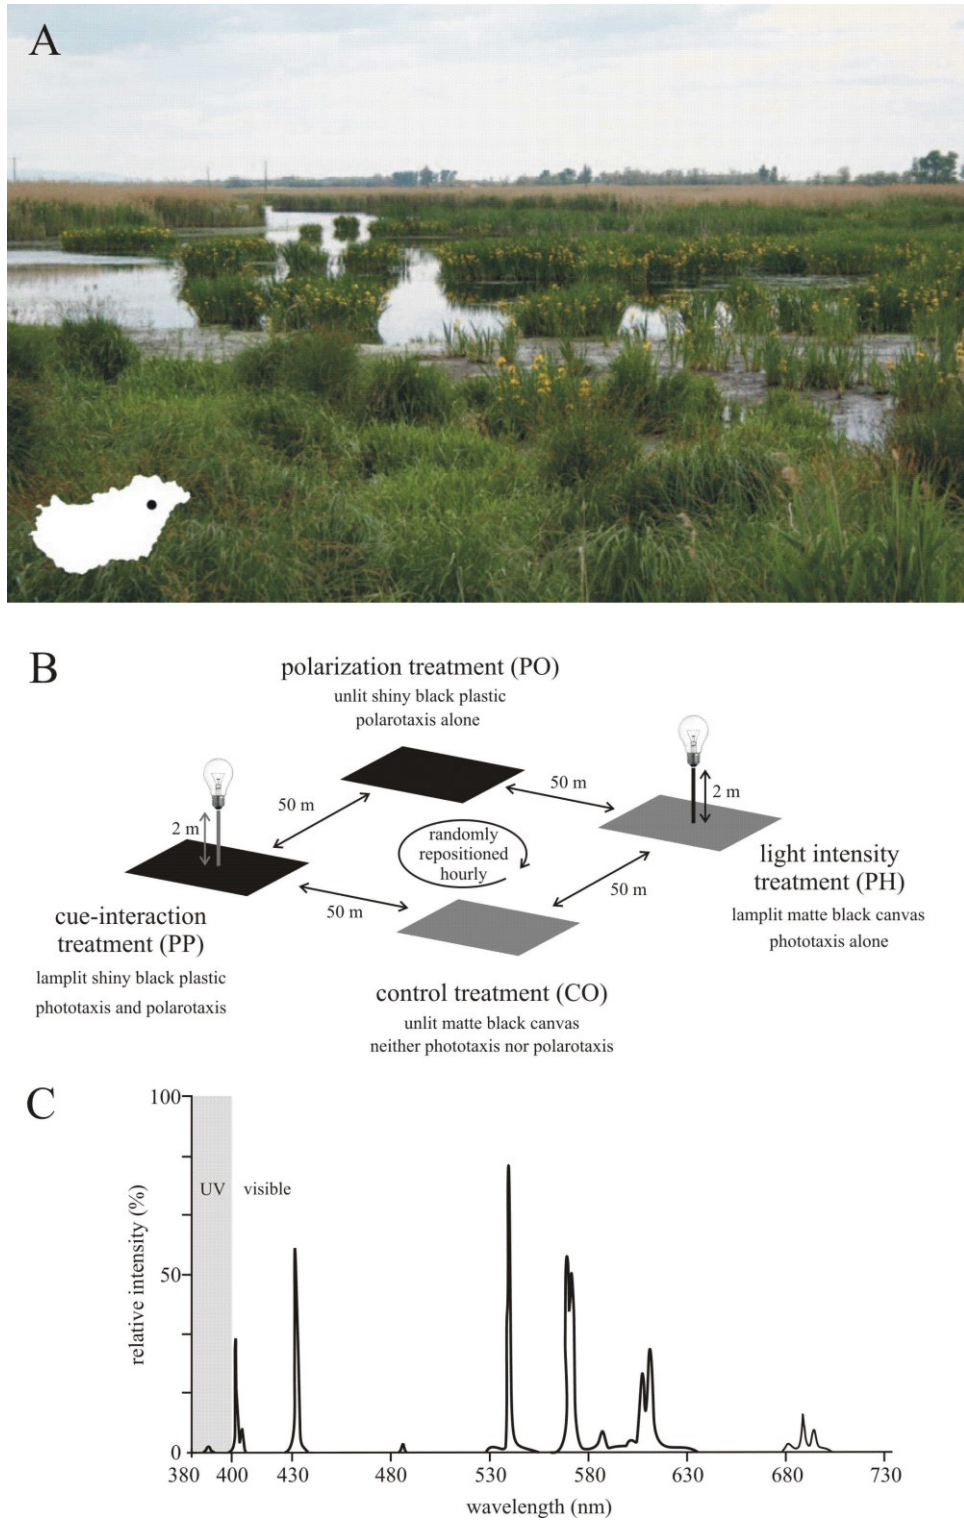 A
B
polarization treatment (PO)
unlit shiny black plastic
polarotaxis alone
50 m
50 m
2 m
2 m
randomly
repositioned
hourly
50 m
50 m
cue-interaction
treatment (PP)
lamplit shiny black plastic
phototaxis and polarotaxis
light intensity
treatment (PH)
lamplit matte black canvas
phototaxis alone
control treatment (CO)
unlit matte black canvas
neither phototaxis nor polarotaxis
C
100
50
0
relative intensity (%)
UV visible
380 400 430 480 530 580 630 680 730
wavelength (nm)